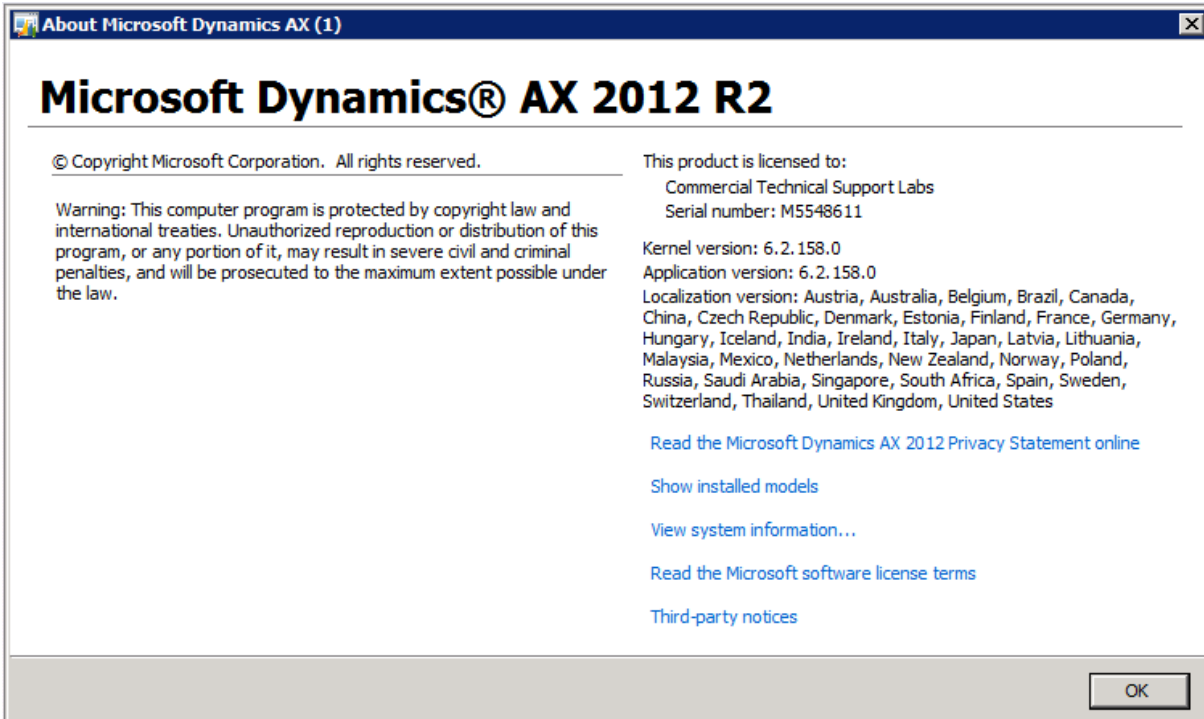 About Microsoft Dynamics AX (1)
Microsoft Dynamics® AX 2012 R2
© Copyright Microsoft Corporation.  All rights reserved.
Warning: This computer program is protected by copyright law and
international treaties. Unauthorized reproduction or distribution of this
program, or any portion of it, may result in severe civil and criminal
penalties, and will be prosecuted to the maximum extent possible under
the law.
This product is licensed to:
Commercial Technical Support Labs
Serial number: M5548611
Kernel version: 6.2.158.0
Application version: 6.2.158.0
Localization version: Austria, Australia, Belgium, Brazil, Canada,
China, Czech Republic, Denmark, Estonia, Finland, France, Germany,
Hungary, Iceland, India, Ireland, Italy, Japan, Latvia, Lithuania,
Malaysia, Mexico, Netherlands, New Zealand, Norway, Poland,
Russia, Saudi Arabia, Singapore, South Africa, Spain, Sweden,
Switzerland, Thailand, United Kingdom, United States
Read the Microsoft Dynamics AX 2012 Privacy Statement online
Show installed models
View system information...
Read the Microsoft software license terms
Third-party notices
OK